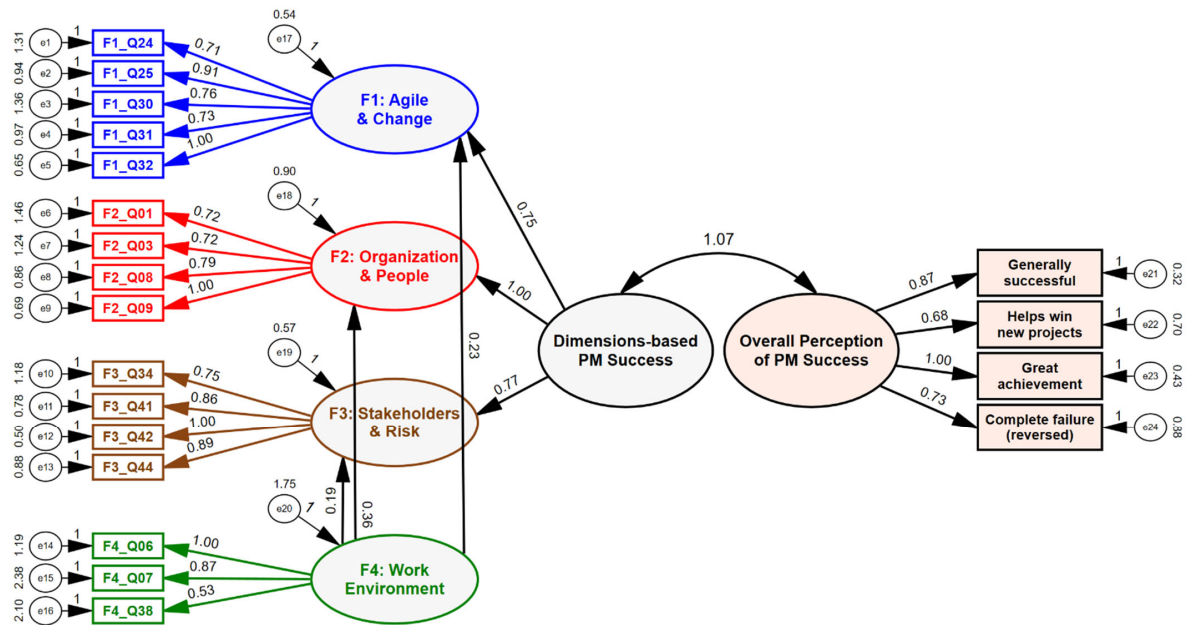 0.54
e17
1
1.31
e1
1
F1_Q24
0.71
0.94
e2
1
F1_Q25
0.91
1.36
e3
1
F1_Q30
0.76
0.97
e4
1
F1_Q31
0.73
0.65
e5
1
F1_Q32
1.00
F1: Agile
& Change
0.90
e18
1
1.46
e6
1
F2_Q01
0.72
1.24
e7
1
F2_Q03
0.72
0.86
e8
1
F2_Q08
0.79
0.69
e9
1
F2_Q09
1.00
F2: Organization
& People
0.57
e19
1
1.18
e10
1
F3_Q34
0.75
0.78
e11
1
F3_Q41
0.86
0.50
e12
1
F3_Q42
1.00
0.88
e13
1
F3_Q44
0.89
F3: Stakeholders
& Risk
1.75
e20
1
1.19
e14
1
F4_Q06
1.00
2.38
e15
1
F4_Q07
0.87
2.10
e16
1
F4_Q38
0.53
F4: Work
Environment
0.19
0.36
0.23
0.75
1.00
0.77
Dimensions-based
PM Success
1.07
Overall Perception
of PM Success
0.87
Generally
successful
1
e21
0.32
0.68
Helps win
new projects
1
e22
0.70
1.00
Great
achievement
1
e23
0.43
0.73
Complete failure
(reversed)
1
e24
0.88